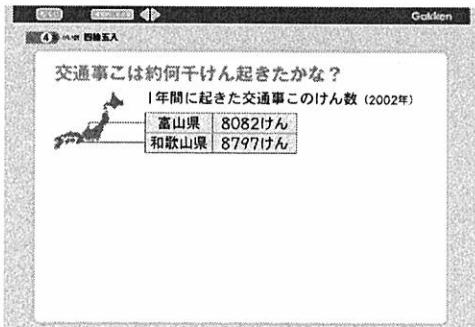 Gakken
4 四捨五入
交通事こは約何千けん起きたかな？
1年間に起きた交通事このけん数 (2002年)
富山県 8082けん
和歌山県 8797けん